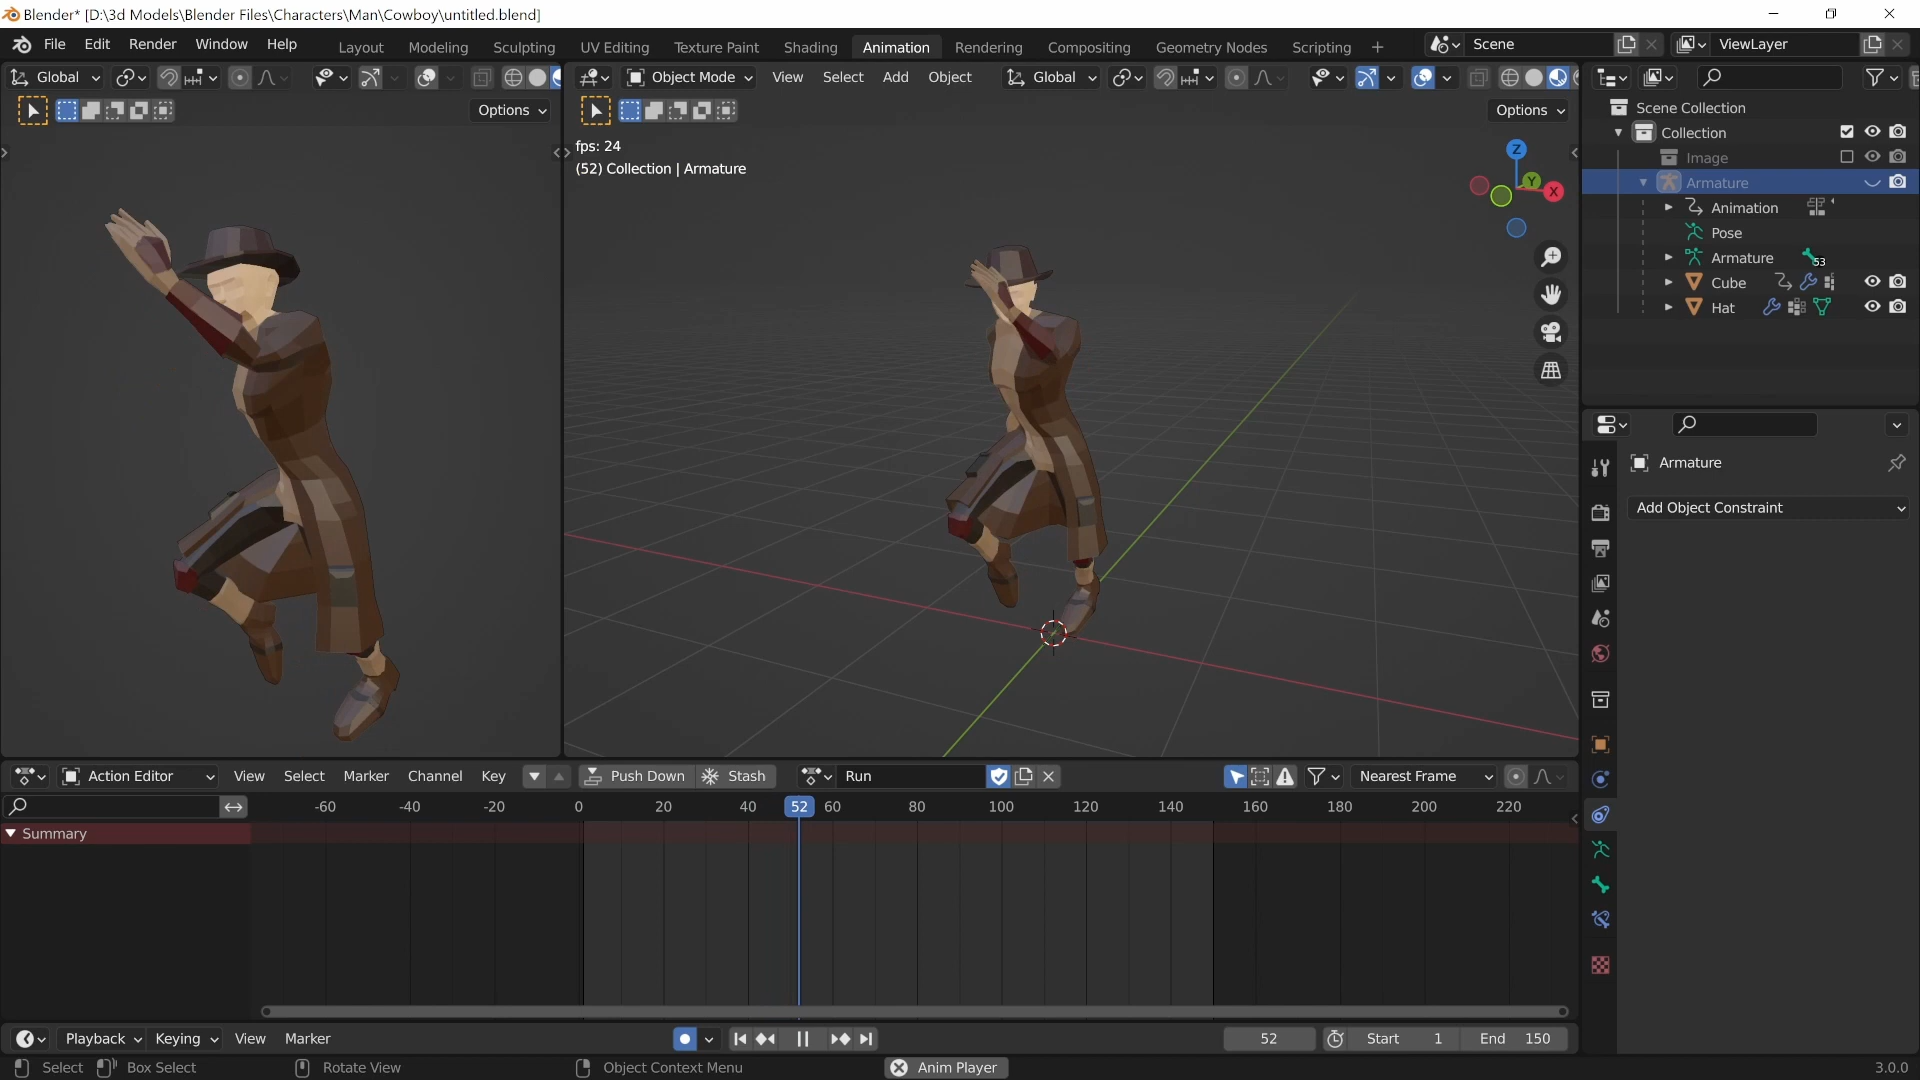 Blender* [D:\3d Models\Blender Files\Characters\Man\Cowboy\untitled.blend]
File Edit Render Window Help Layout Modeling Sculpting UV Editing Texture Paint Shading Animation Rendering Compositing Geometry Nodes Scripting + Scene ViewLayer
Global Object Mode View Select Add Object Global
Options Options
fps: 24
(52) Collection | Armature
Z
Y
X
Scene Collection
Collection
Image
Armature
Animation
Pose
Armature 53
Cube
Hat
Armature
Add Object Constraint
Action Editor View Select Marker Channel Key Push Down Stash Run Nearest Frame
-60 -40 -20 0 20 40 52 60 80 100 120 140 160 180 200 220
Summary
Playback Keying View Marker 52 Start 1 End 150
Select Box Select Rotate View Object Context Menu Anim Player 3.0.0